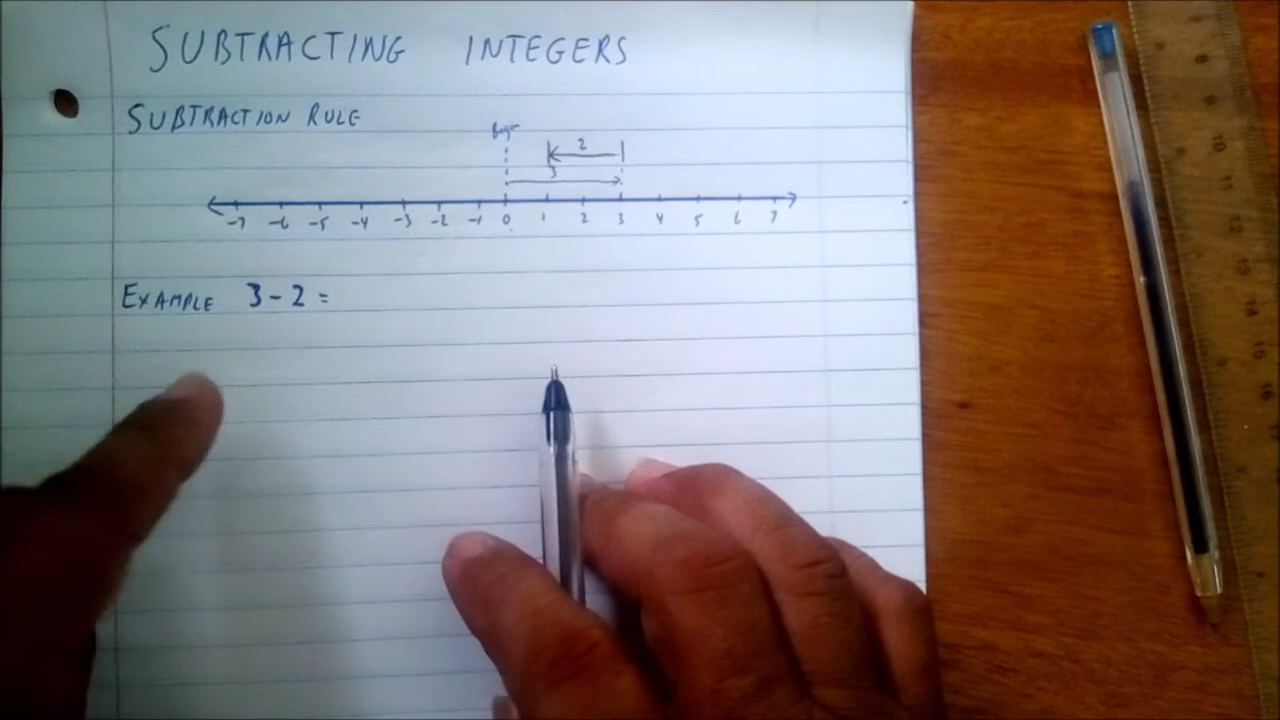 SUBTRACTING INTEGERS
SUBTRACTION RULE
2
3
-7 -6 -5 -4 -3 -2 -1 0 1 2 3 4 5 6 7
EXAMPLE 3-2=